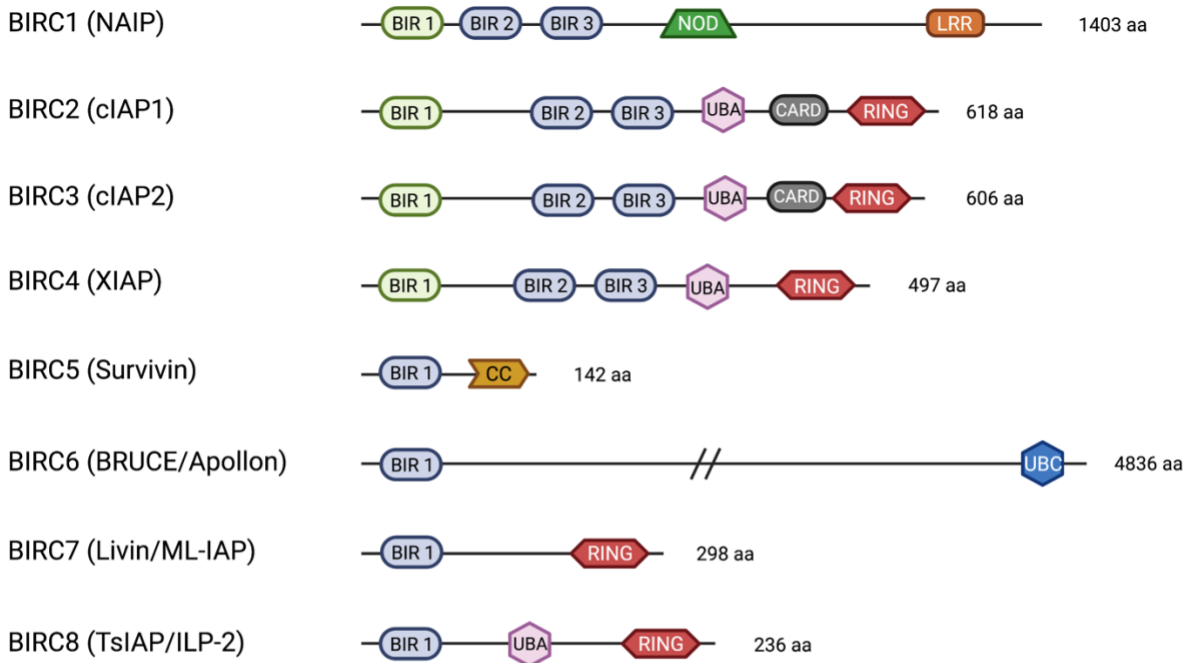 BIRC1 (NAIP) BIR 1 BIR 2 BIR 3 NOD LRR 1403 aa
BIRC2 (cIAP1) BIR 1 BIR 2 BIR 3 UBA CARD RING 618 aa
BIRC3 (cIAP2) BIR 1 BIR 2 BIR 3 UBA CARD RING 606 aa
BIRC4 (XIAP) BIR 1 BIR 2 BIR 3 UBA RING 497 aa
BIRC5 (Survivin) BIR 1 CC 142 aa
BIRC6 (BRUCE/Apollon) BIR 1 // UBC 4836 aa
BIRC7 (Livin/ML-IAP) BIR 1 RING 298 aa
BIRC8 (TsIAP/ILP-2) BIR 1 UBA RING 236 aa